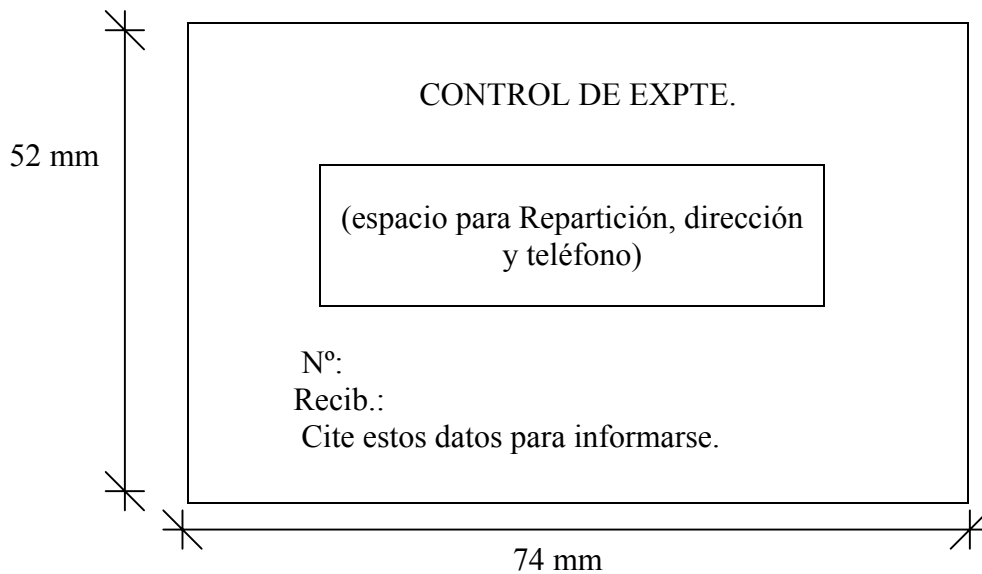 CONTROL DE EXPTE.
52 mm
(espacio para Repartición, dirección
y teléfono)
Nº:
Recib.:
Cite estos datos para informarse.
74 mm